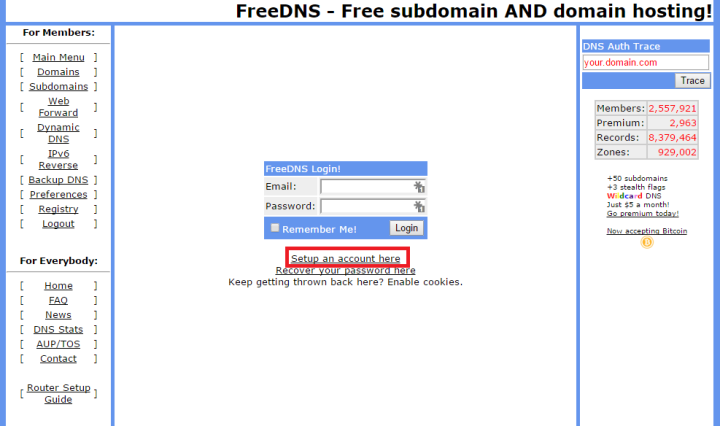 FreeDNS - Free subdomain AND domain hosting!
For Members:
[ Main Menu ]
[ Domains ]
[ Subdomains ]
[ Web
Forward ]
[ Dynamic
DNS ]
[ IPv6
Reverse ]
[ Backup DNS ]
[ Preferences ]
[ Registry ]
[ Logout ]
For Everybody:
[ Home ]
[ FAQ ]
[ News ]
[ DNS Stats ]
[ AUP/TOS ]
[ Contact ]
[ Router Setup
Guide ]
FreeDNS Login!
Email:
Password:
Remember Me! Login
Setup an account here
Recover your password here
Keep getting thrown back here? Enable cookies.
DNS Auth Trace
your.domain.com
Trace
Members: 2,557,921
Premium: 2,963
Records: 8,379,464
Zones: 929,002
+50 subdomains
+3 stealth flags
Wildcard DNS
Just $5 a month!
Go premium today!
Now accepting Bitcoin